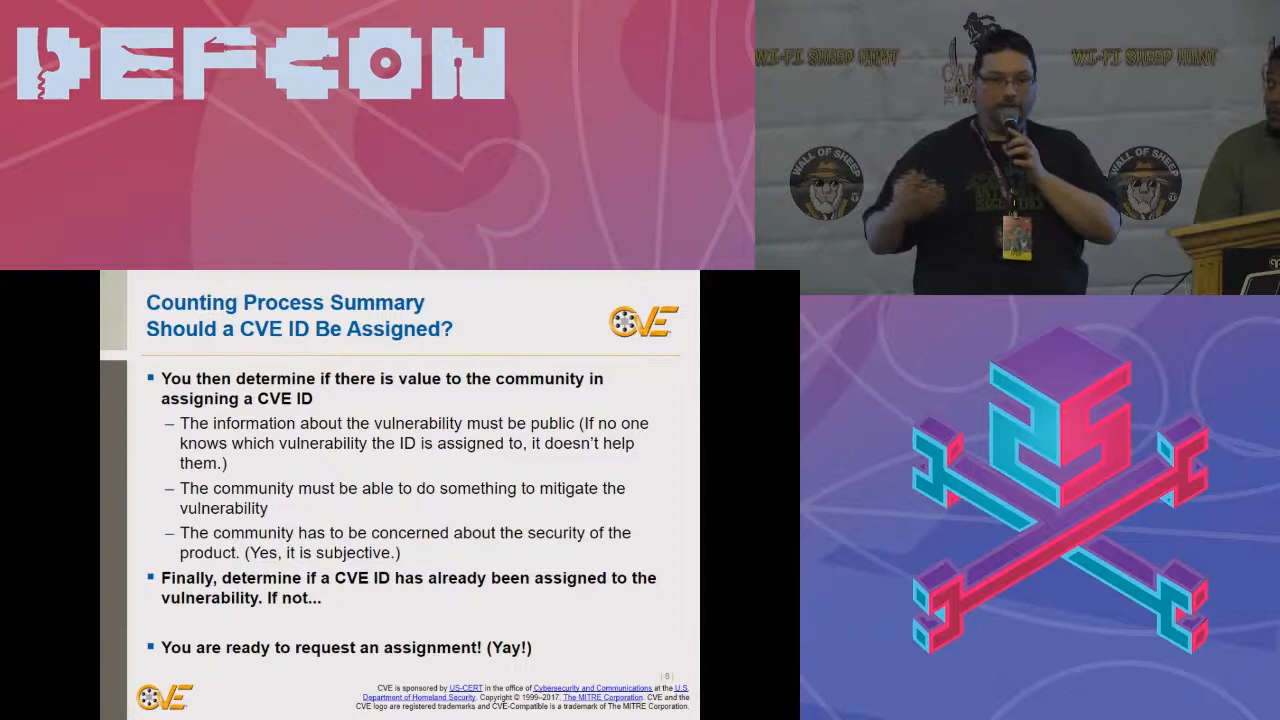 DEFCON
WI-FI SHEEP HUNT
WI-FI SHEEP HUNT
WALL OF SHEEP
WALL OF SHEEP
Counting Process Summary
Should a CVE ID Be Assigned?
CVE
▪ You then determine if there is value to the community in
assigning a CVE ID
– The information about the vulnerability must be public (If no one
knows which vulnerability the ID is assigned to, it doesn't help
them.)
– The community must be able to do something to mitigate the
vulnerability
– The community has to be concerned about the security of the
product. (Yes, it is subjective.)
▪ Finally, determine if a CVE ID has already been assigned to the
vulnerability. If not...
▪ You are ready to request an assignment! (Yay!)
CVE
CVE is sponsored by US-CERT in the office of Cybersecurity and Communications at the U.S.
Department of Homeland Security. Copyright © 1999–2017, The MITRE Corporation. CVE and the
CVE logo are registered trademarks and CVE-Compatible is a trademark of The MITRE Corporation.
25